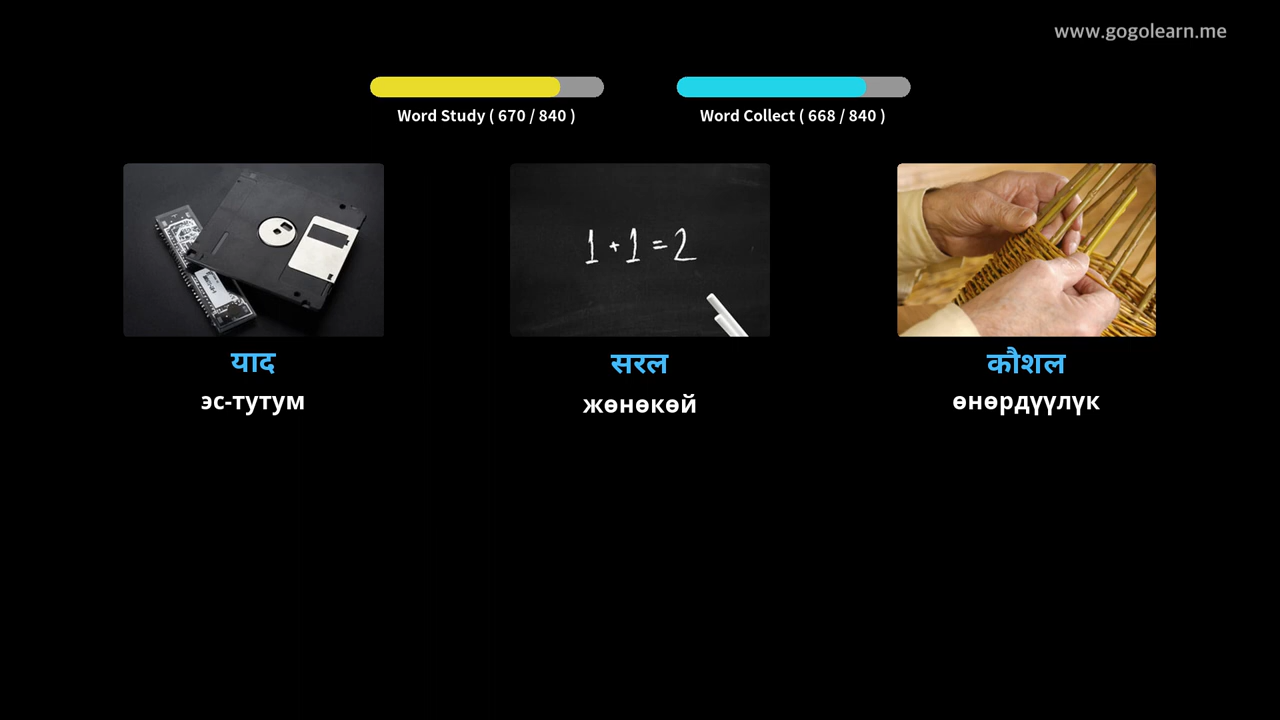 www.gogolearn.me
Word Study ( 670 / 840 )
Word Collect ( 668 / 840 )
1 + 1 = 2
याद
सरल
कौशल
эс-тутум
жөнөкөй
өнөрдүүлүк